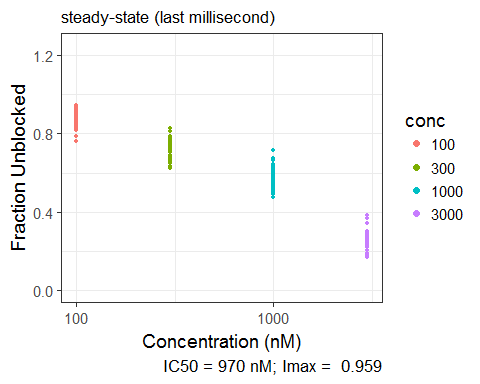 steady-state (last millisecond)
1.2
0.8
0.4
0.0
Fraction Unblocked
100
1000
Concentration (nM)
IC50 = 970 nM; Imax =  0.959
conc
100
300
1000
3000